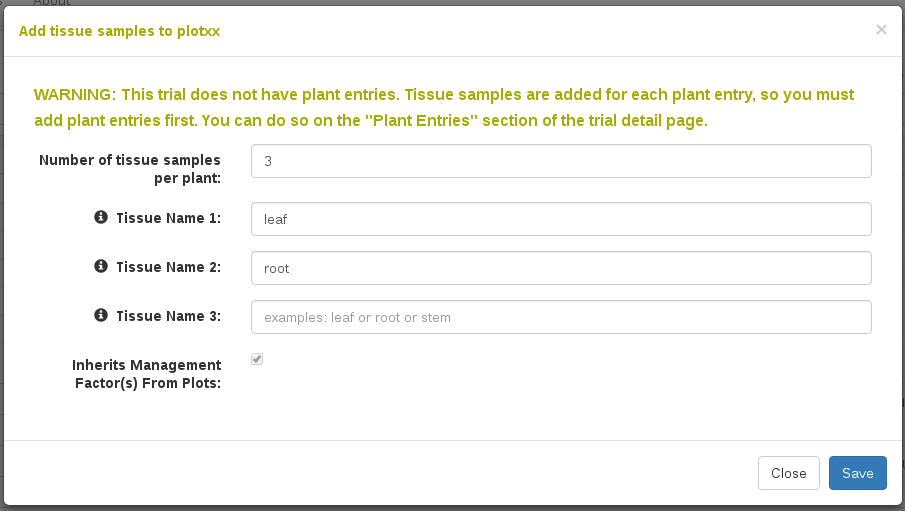 About
Add tissue samples to plotxx
×
WARNING: This trial does not have plant entries. Tissue samples are added for each plant entry, so you must
add plant entries first. You can do so on the "Plant Entries" section of the trial detail page.
Number of tissue samples
per plant:
3
Tissue Name 1:
leaf
Tissue Name 2:
root
Tissue Name 3:
examples: leaf or root or stem
Inherits Management
Factor(s) From Plots:
Close
Save